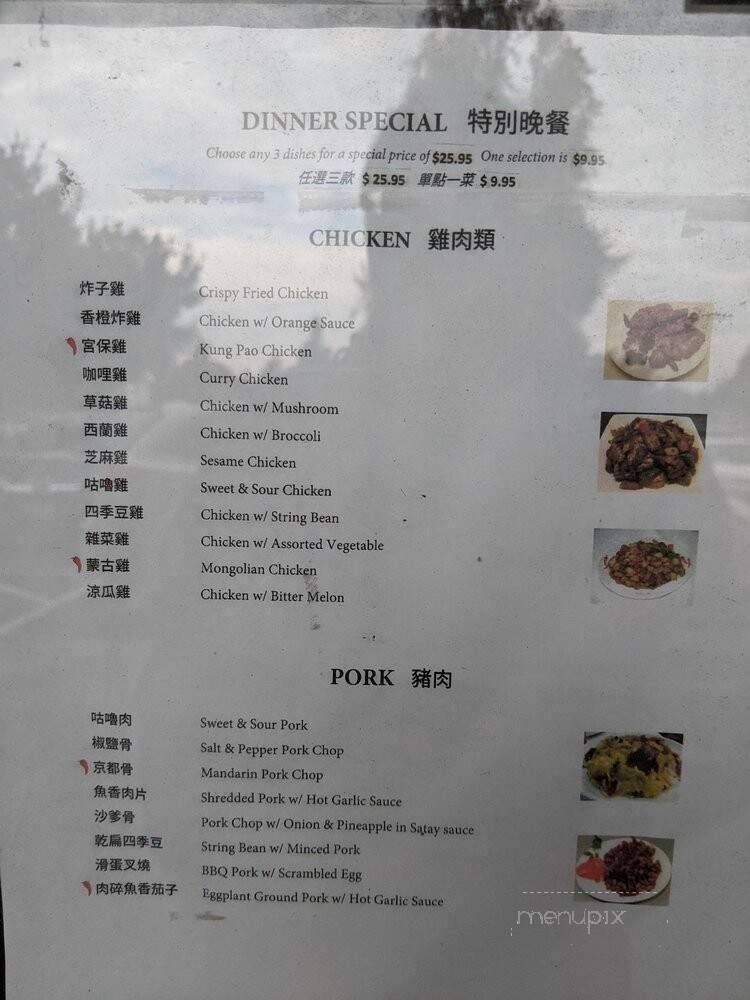 DINNER SPECIAL 特別晚餐
Choose any 3 dishes for a special price of $25.95 One selection is $9.95
任選三款 $ 25.95 單點一菜 $ 9.95
CHICKEN 雞肉類
炸子雞 Crispy Fried Chicken
香橙炸雞 Chicken w/ Orange Sauce
宮保雞 Kung Pao Chicken
咖哩雞 Curry Chicken
草菇雞 Chicken w/ Mushroom
西蘭雞 Chicken w/ Broccoli
芝麻雞 Sesame Chicken
咕嚕雞 Sweet & Sour Chicken
四季豆雞 Chicken w/ String Bean
雜菜雞 Chicken w/ Assorted Vegetable
蒙古雞 Mongolian Chicken
涼瓜雞 Chicken w/ Bitter Melon
PORK 豬肉
咕嚕肉 Sweet & Sour Pork
椒鹽骨 Salt & Pepper Pork Chop
京都骨 Mandarin Pork Chop
魚香肉片 Shredded Pork w/ Hot Garlic Sauce
沙爹骨 Pork Chop w/ Onion & Pineapple in Satay sauce
乾扁四季豆 String Bean w/ Minced Pork
滑蛋叉燒 BBQ Pork w/ Scrambled Egg
肉碎魚香茄子 Eggplant Ground Pork w/ Hot Garlic Sauce
menupix